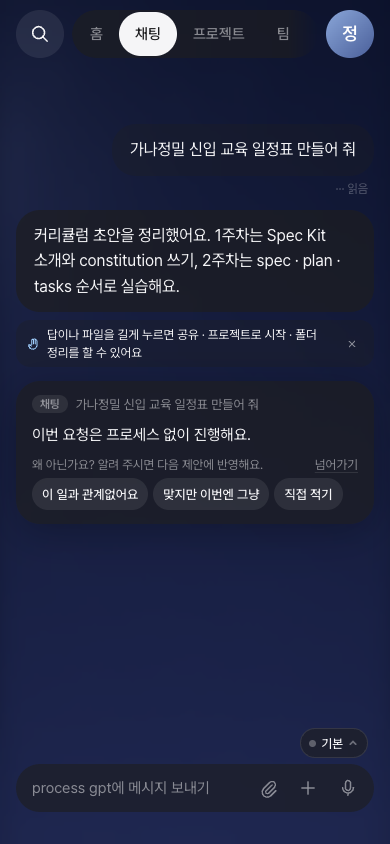 홈 채팅 프로젝트 팀 정
가나정밀 신입 교육 일정표 만들어 줘
··· 읽음
커리큘럼 초안을 정리했어요. 1주차는 Spec Kit
소개와 constitution 쓰기, 2주차는 spec · plan ·
tasks 순서로 실습해요.
답이나 파일을 길게 누르면 공유 · 프로젝트로 시작 · 폴더
정리를 할 수 있어요
채팅 가나정밀 신입 교육 일정표 만들어 줘
이번 요청은 프로세스 없이 진행해요.
왜 아닌가요? 알려 주시면 다음 제안에 반영해요. 넘어가기
이 일과 관계없어요 맞지만 이번엔 그냥 직접 적기
기본
process gpt에 메시지 보내기